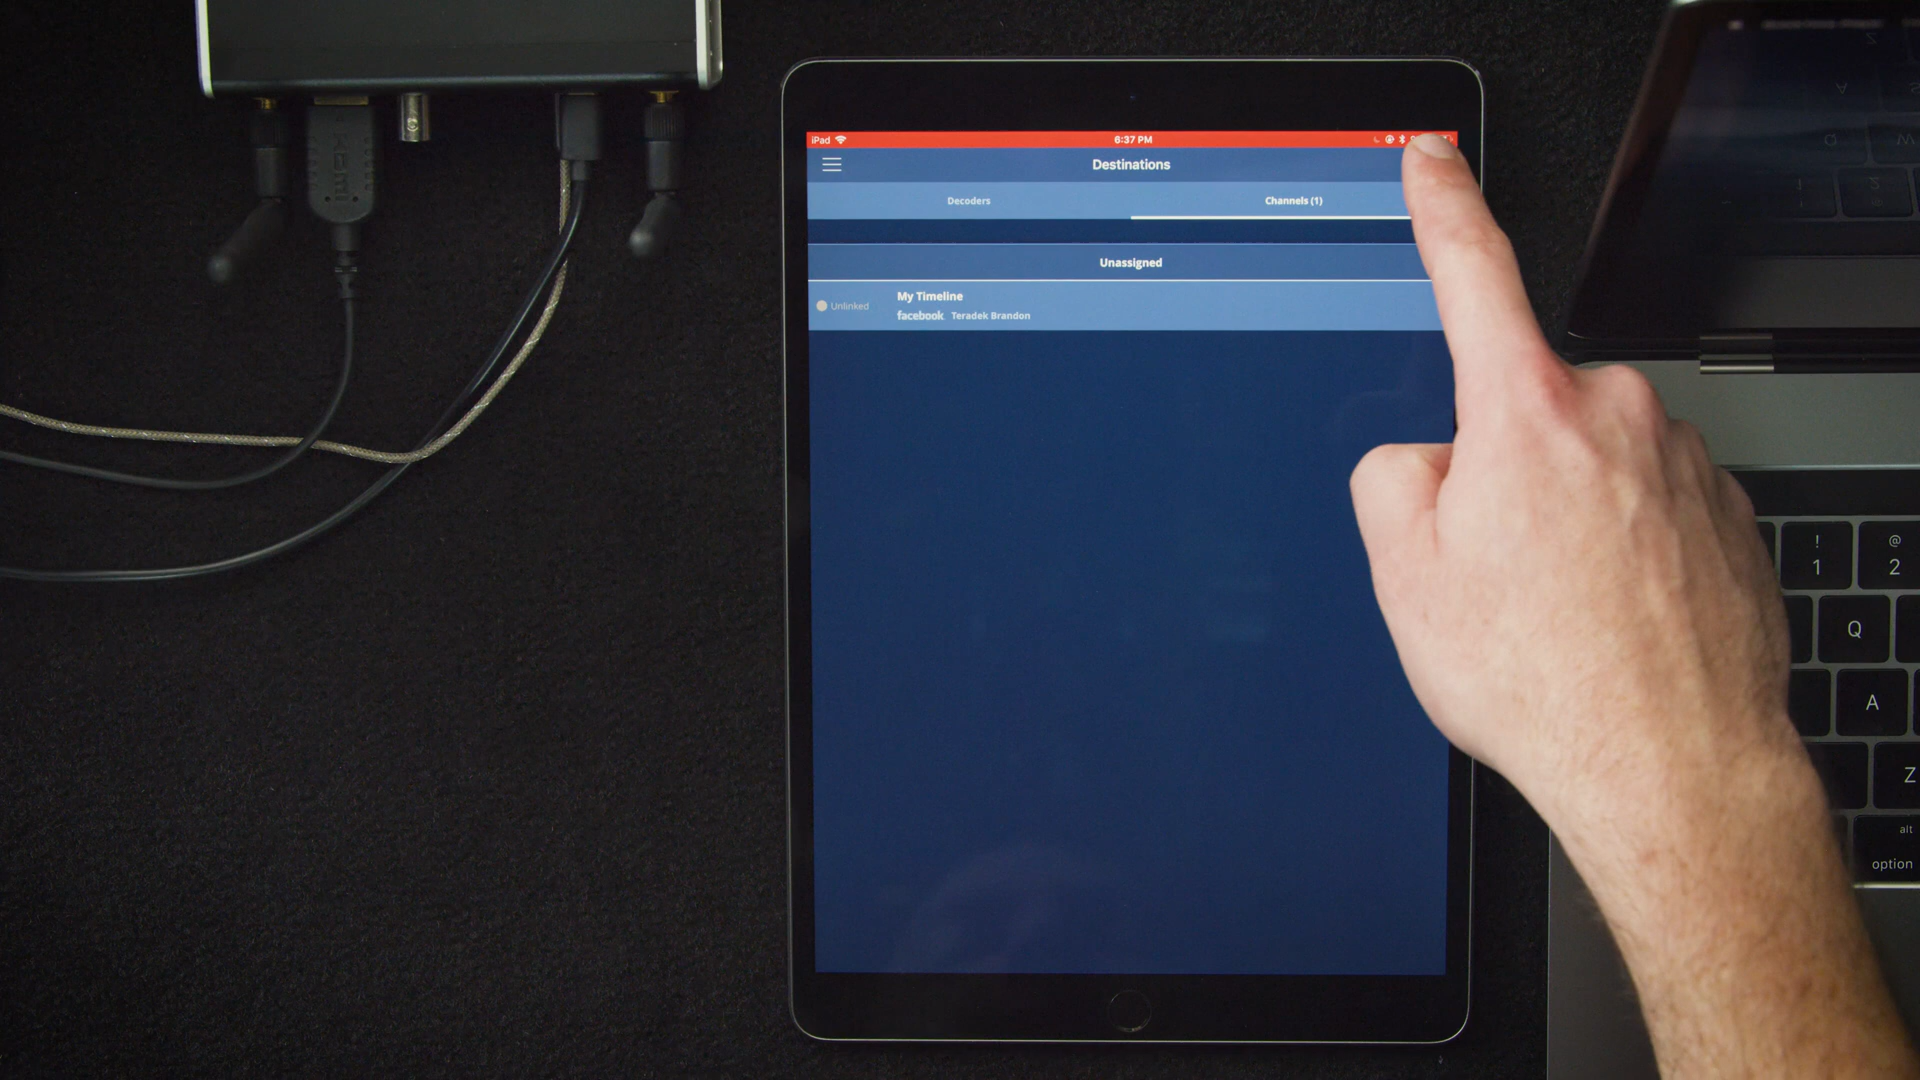 HDMI
iPad 6:37 PM
Destinations
Decoders Channels (1)
Unassigned
Unlinked My Timeline
facebook Teradek Brandon
! @
1 2
Q
A
Z
alt
option